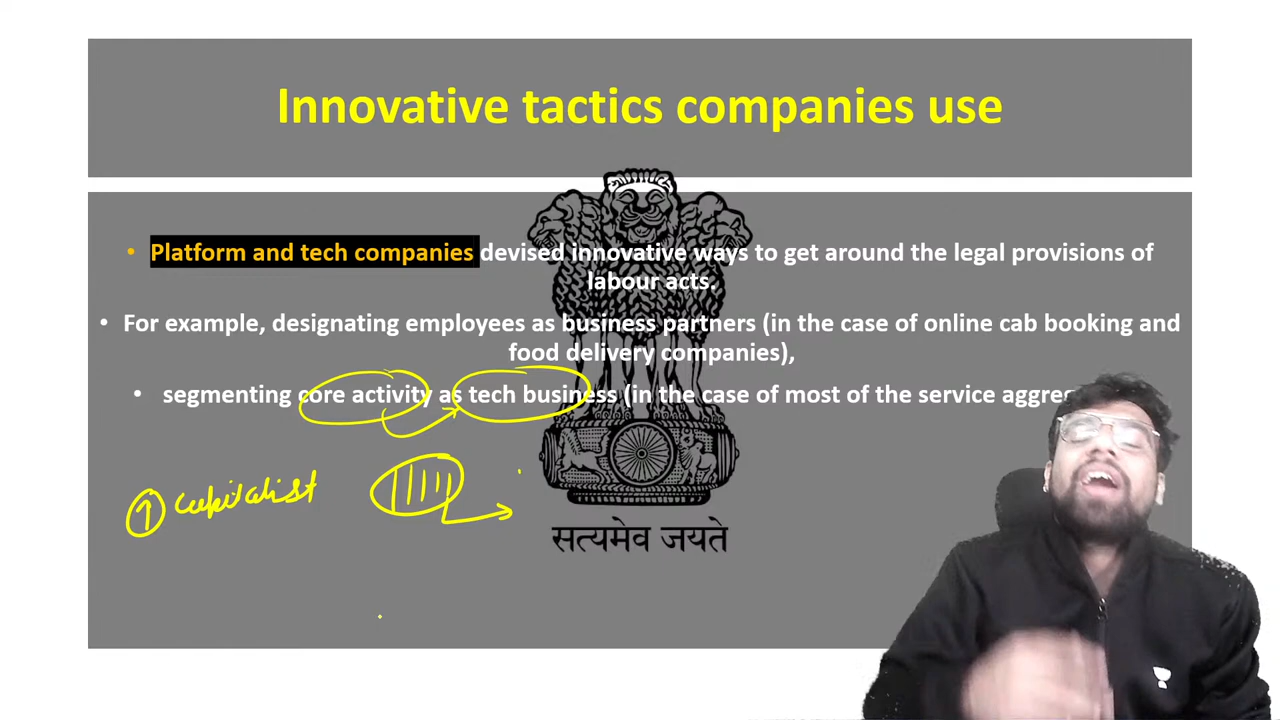 Innovative tactics companies use
• Platform and tech companies devised innovative ways to get around the legal provisions of
labour acts.
• For example, designating employees as business partners (in the case of online cab booking and
food delivery companies),
• segmenting core activity as tech business (in the case of most of the service aggre
capitalist
सत्यमेव जयते